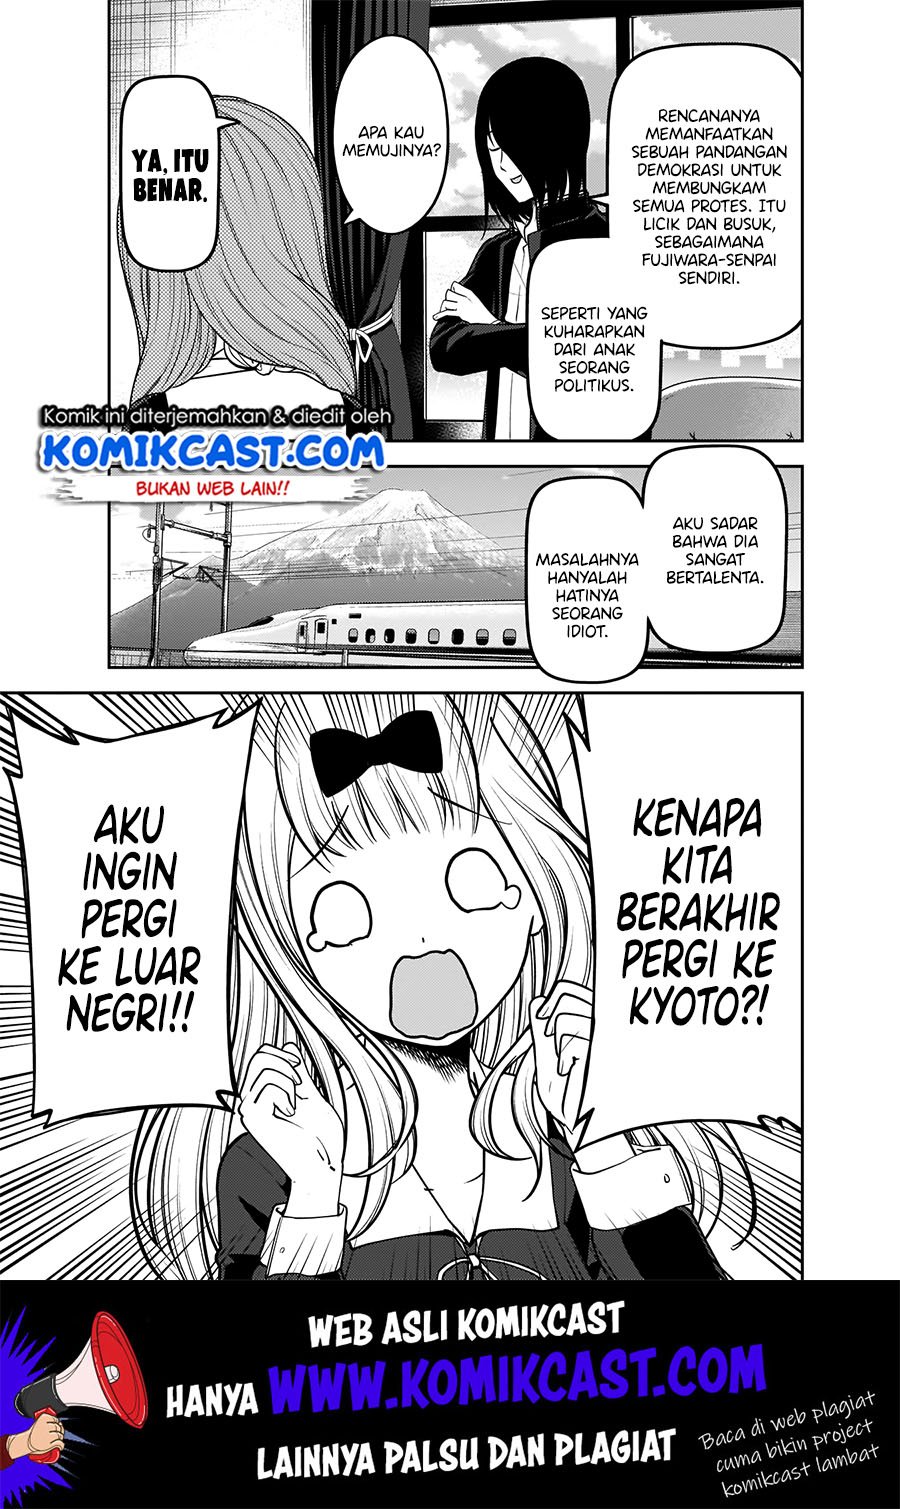 RENCANANYA
MEMANFAATKAN
SEBUAH PANDANGAN
DEMOKRASI UNTUK
MEMBUNGKAM
SEMUA PROTES. ITU
LICIK DAN BUSUK,
SEBAGAIMANA
FUJIWARA-SENPAI
SENDIRI.
SEPERTI YANG
KUHARAPKAN
DARI ANAK
SEORANG
POLITIKUS.
APA KAU
MEMUJINYA?
YA, ITU
BENAR.
Komik ini diterjemahkan & diedit oleh
KOMIKCAST.COM
BUKAN WEB LAIN!!
AKU SADAR
BAHWA DIA
SANGAT
BERTALENTA.
MASALAHNYA
HANYALAH
HATINYA
SEORANG
IDIOT.
KENAPA
KITA
BERAKHIR
PERGI KE
KYOTO?!
AKU
INGIN
PERGI
KE LUAR
NEGRI!!
WEB ASLI KOMIKCAST
HANYA WWW.KOMIKCAST.COM
LAINNYA PALSU DAN PLAGIAT
Baca di web plagiat
cuma bikin project
komikcast lambat